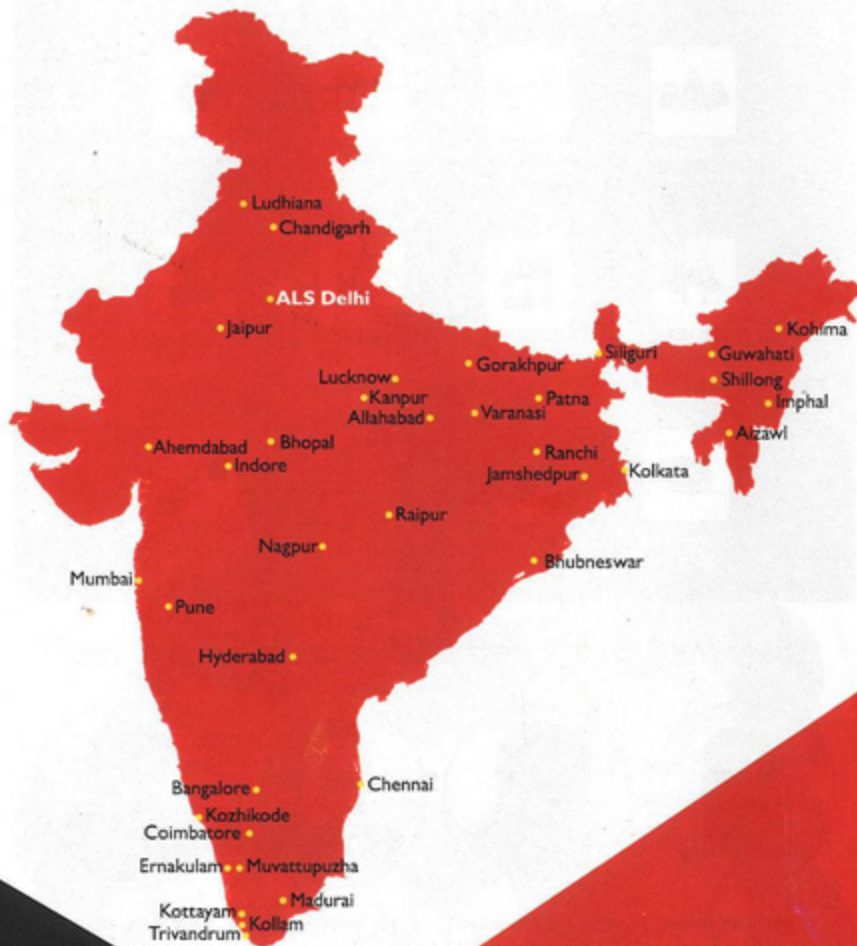 Ludhiana
Chandigarh
ALS Delhi
Jaipur
Kohima
Siliguri
Guwahati
Gorakhpur
Lucknow
Shillong
Kanpur
Patna
Imphal
Allahabad
Varanasi
Aizawl
Ahemdabad
Bhopal
Ranchi
Indore
Kolkata
Jamshedpur
Raipur
Nagpur
Bhubneswar
Mumbai
Pune
Hyderabad
Chennai
Bangalore
Kozhikode
Coimbatore
Ernakulam
Muvattupuzha
Madurai
Kottayam
Kollam
Trivandrum